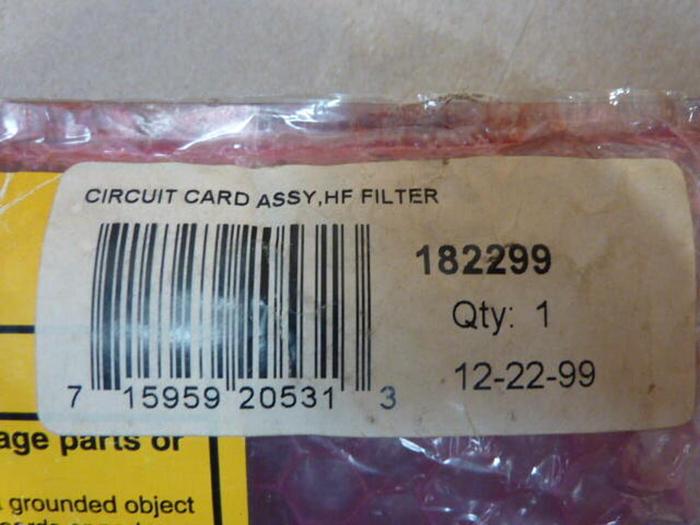 CIRCUIT CARD ASSY,HF FILTER
182299
Qty: 1
12-22-99
7 15959 20531 3
age parts or
a grounded object